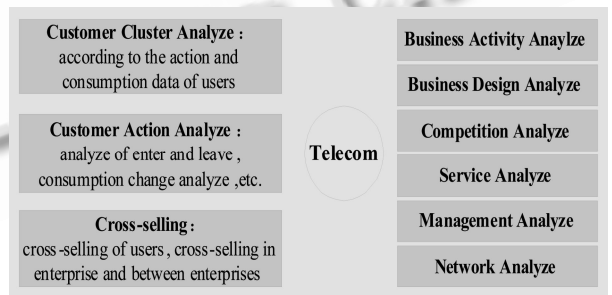 Customer Cluster Analyze：
according to the action and
consumption data of users
Customer Action Analyze：
analyze of enter and leave ,
consumption change analyze ,etc.
Cross-selling：
cross-selling of users , cross-selling in
enterprise and between enterprises
Telecom
Business Activity Anaylze
Business Design Analyze
Competition Analyze
Service Analyze
Management Analyze
Network Analyze